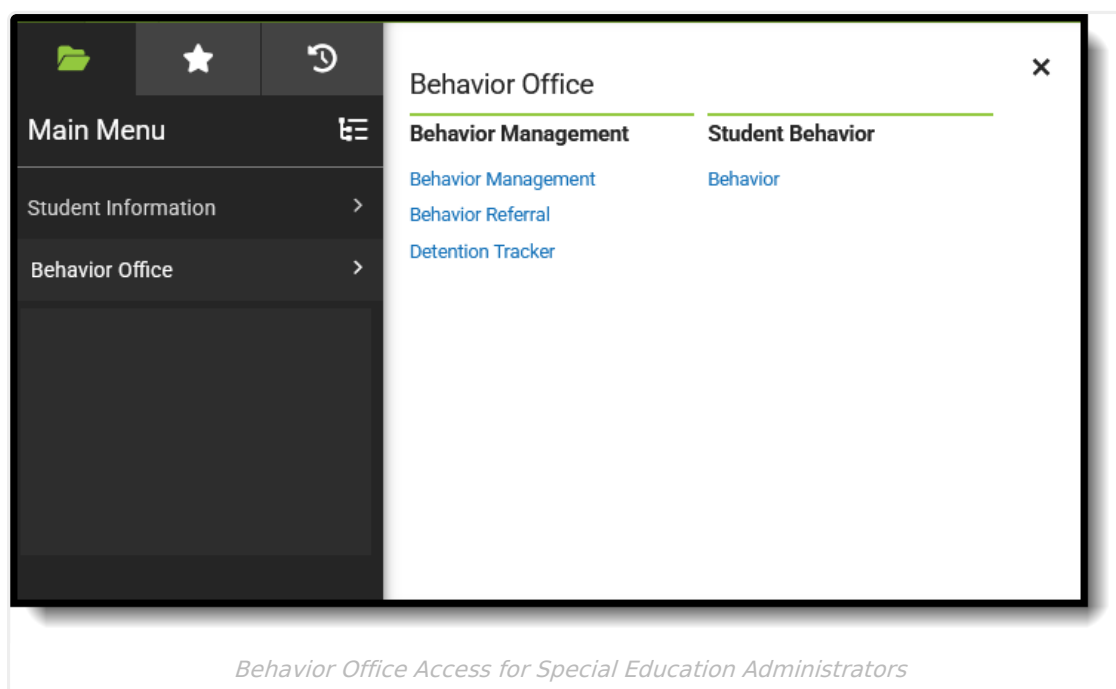 Main Menu
Student Information
Behavior Office
Behavior Office
Behavior Management
Behavior Management
Behavior Referral
Detention Tracker
Student Behavior
Behavior
Behavior Office Access for Special Education Administrators